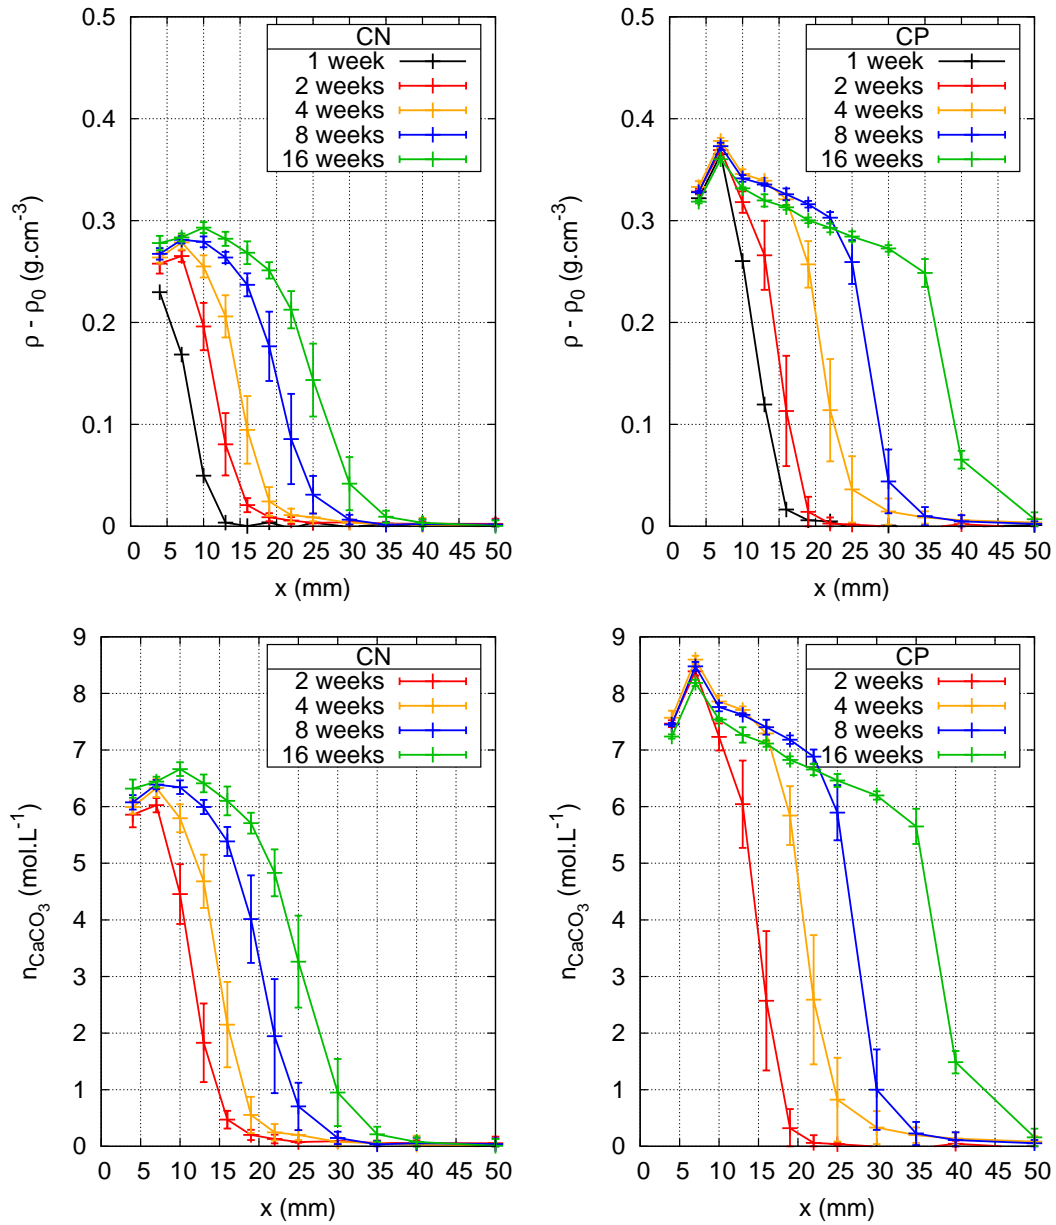 0.5
0.4
0.3
0.2
0.1
0
ρ - ρ0 (g.cm-3)
CN
1 week
2 weeks
4 weeks
8 weeks
16 weeks
0 5 10 15 20 25 30 35 40 45 50
x (mm)
0.5
0.4
0.3
0.2
0.1
0
ρ - ρ0 (g.cm-3)
CP
1 week
2 weeks
4 weeks
8 weeks
16 weeks
0 5 10 15 20 25 30 35 40 45 50
x (mm)
9
8
7
6
5
4
3
2
1
0
nCaCO3 (mol.L-1)
CN
2 weeks
4 weeks
8 weeks
16 weeks
0 5 10 15 20 25 30 35 40 45 50
x (mm)
9
8
7
6
5
4
3
2
1
0
nCaCO3 (mol.L-1)
CP
2 weeks
4 weeks
8 weeks
16 weeks
0 5 10 15 20 25 30 35 40 45 50
x (mm)